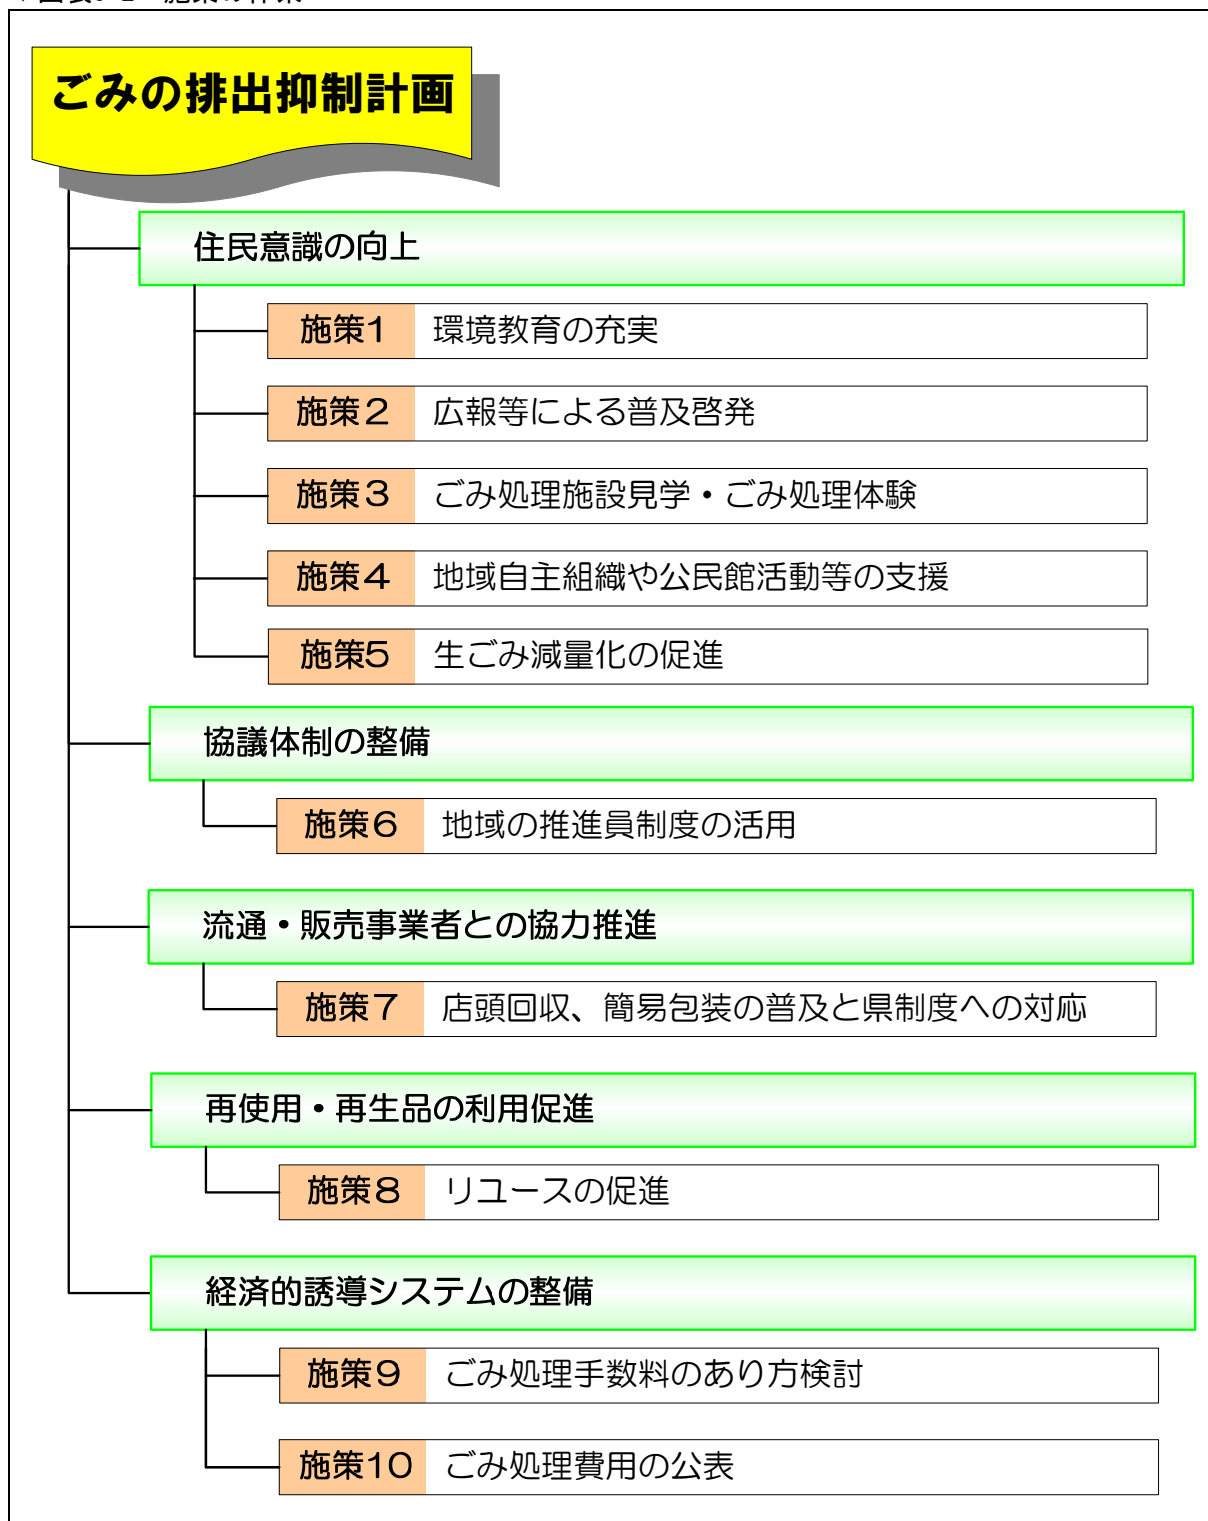 ごみの排出抑制計画
住民意識の向上
施策1 環境教育の充実
施策2 広報等による普及啓発
施策3 ごみ処理施設見学・ごみ処理体験
施策4 地域自主組織や公民館活動等の支援
施策5 生ごみ減量化の促進
協議体制の整備
施策6 地域の推進員制度の活用
流通・販売事業者との協力推進
施策7 店頭回収、簡易包装の普及と県制度への対応
再使用・再生品の利用促進
施策8 リユースの促進
経済的誘導システムの整備
施策9 ごみ処理手数料のあり方検討
施策10 ごみ処理費用の公表